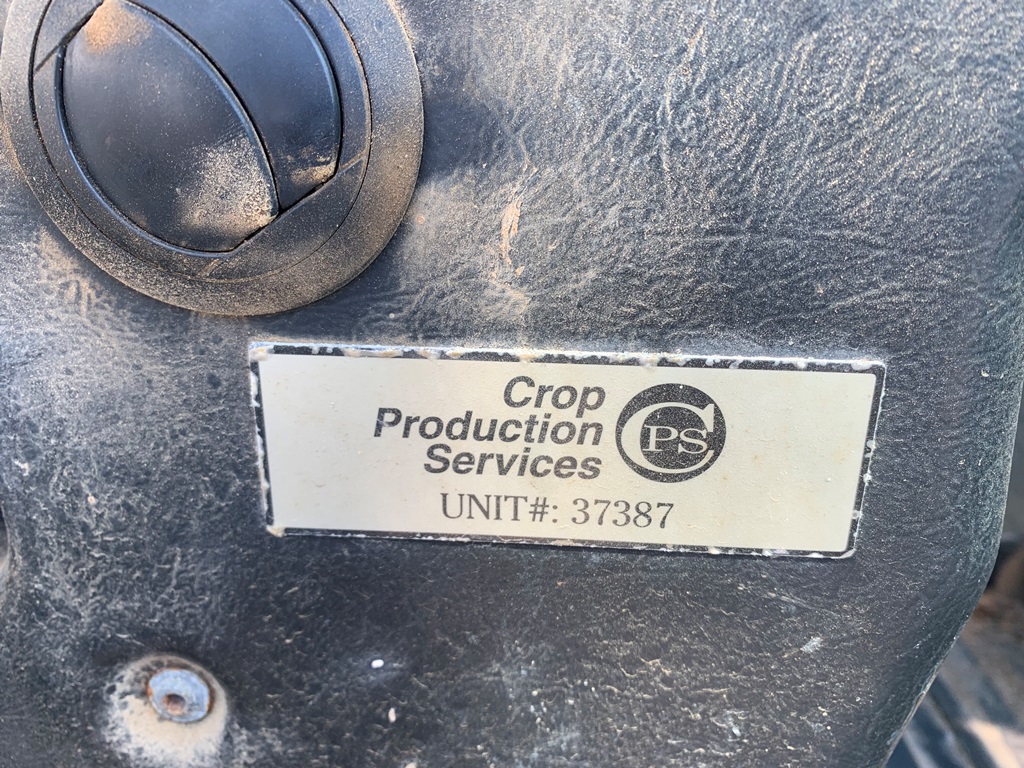 Crop
Production
Services
CPS
UNIT#: 37387